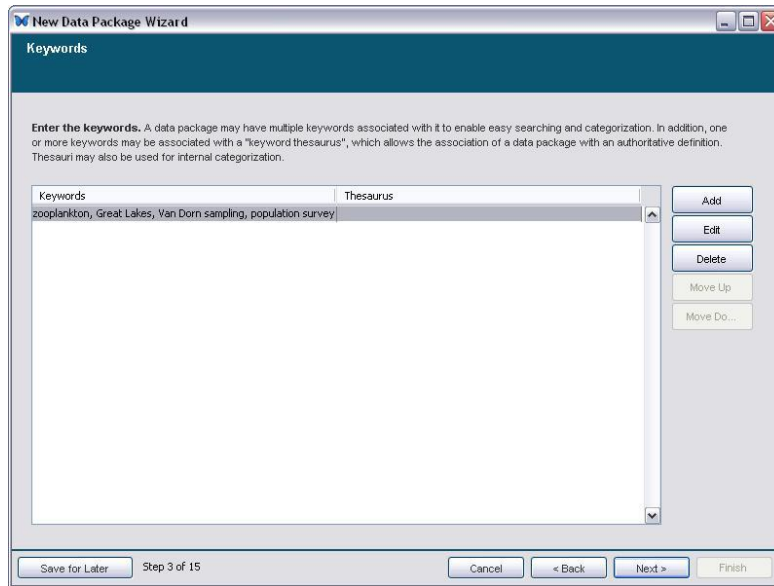 New Data Package Wizard
Keywords
Enter the keywords. A data package may have multiple keywords associated with it to enable easy searching and categorization. In addition, one
or more keywords may be associated with a "keyword thesaurus", which allows the association of a data package with an authoritative definition.
Thesauri may also be used for internal categorization.
Keywords Thesaurus
zooplankton, Great Lakes, Van Dorn sampling, population survey
Add
Edit
Delete
Move Up
Move Do...
Save for Later Step 3 of 15 Cancel < Back Next > Finish